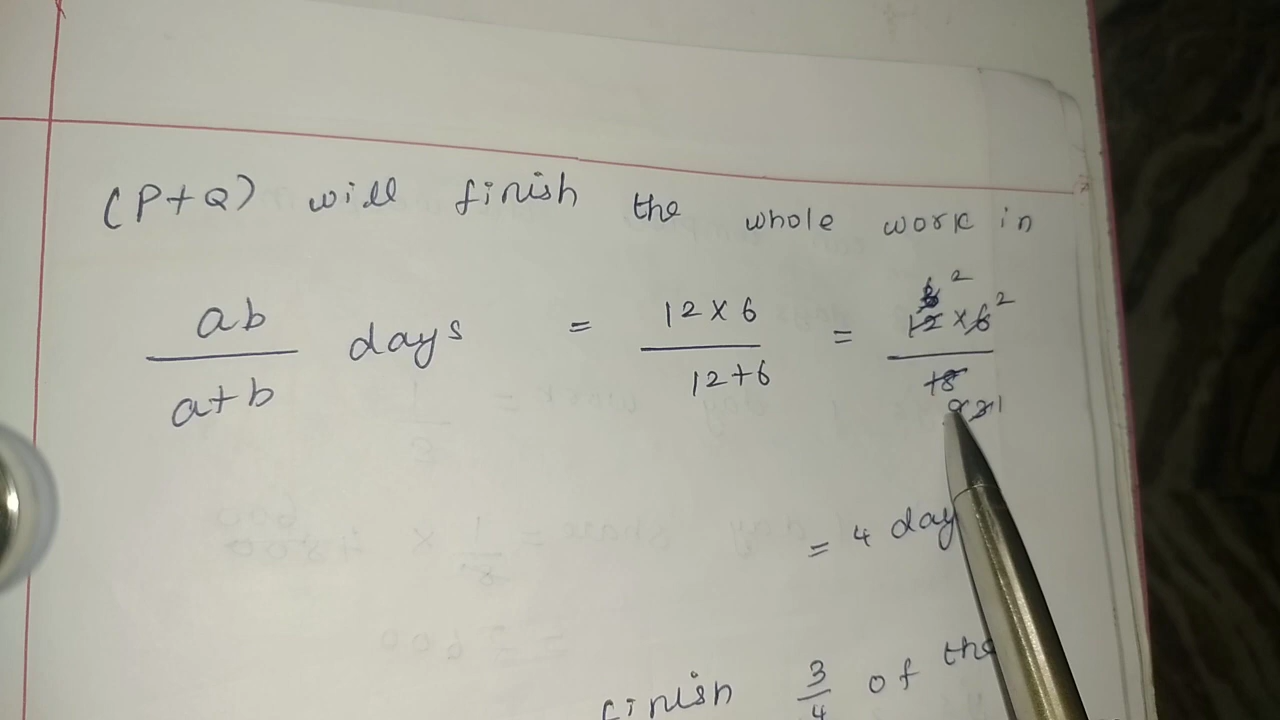 (P+Q) will finish the whole work in
ab/a+b days = 12×6/12+6 = 12×6/18
= 4 day
finish 3/4 of the